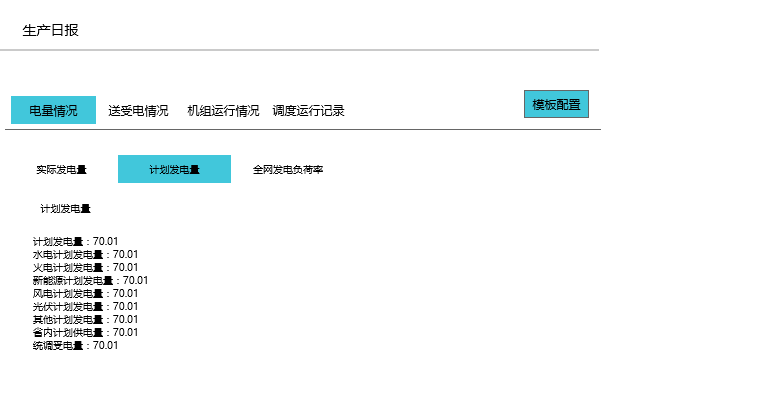 生产日报
电量情况 送受电情况 机组运行情况 调度运行记录 模板配置
实际发电量 计划发电量 全网发电负荷率
计划发电量
计划发电量：70.01
水电计划发电量：70.01
火电计划发电量：70.01
新能源计划发电量：70.01
风电计划发电量：70.01
光伏计划发电量：70.01
其他计划发电量：70.01
省内计划供电量：70.01
统调受电量：70.01